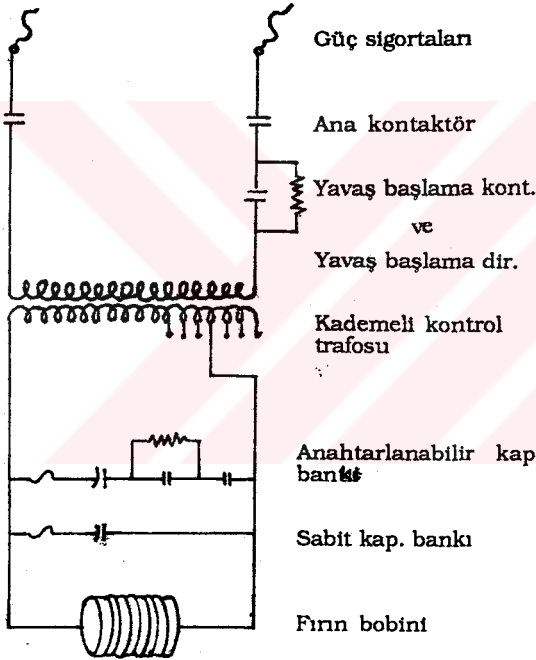 Güç sigortaları
Ana kontaktör
Yavaş başlama kont.
ve
Yavaş başlama dir.
Kademeli kontrol
trafosu
Anahtarlanabilir kap
bankı
Sabit kap. bankı
Fırın bobini